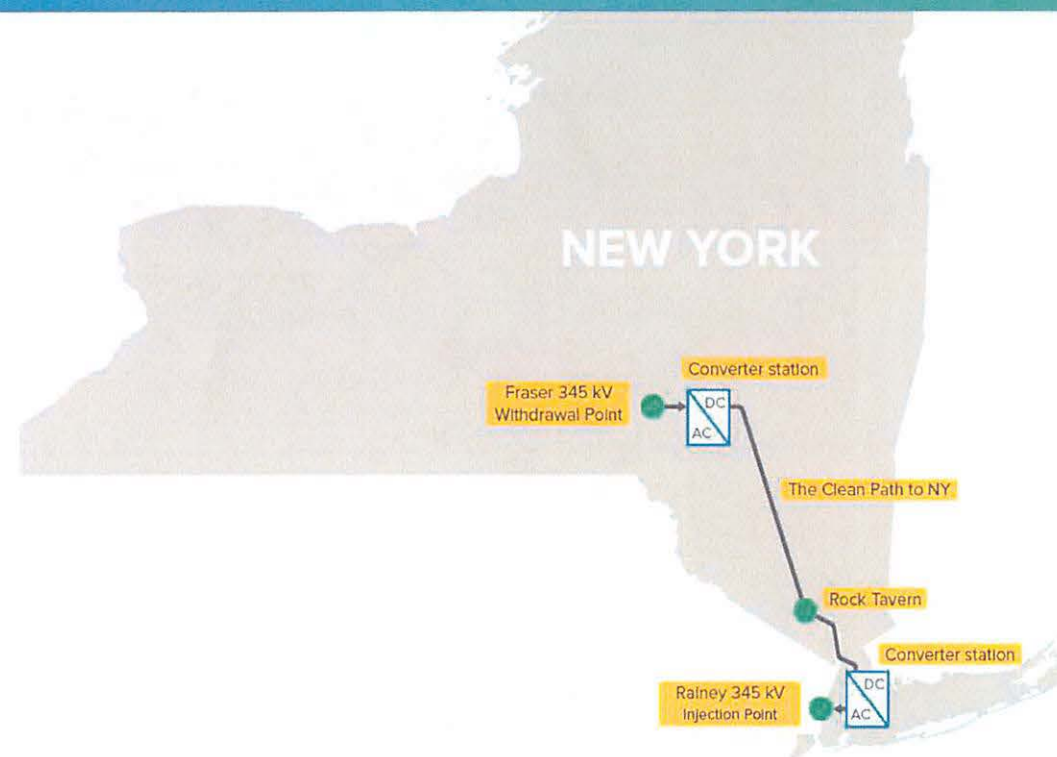 NEW YORK
Converter station
Fraser 345 kV
Withdrawal Point
DC
AC
The Clean Path to NY
Rock Tavern
Converter station
DC
AC
Rainey 345 kV
Injection Point